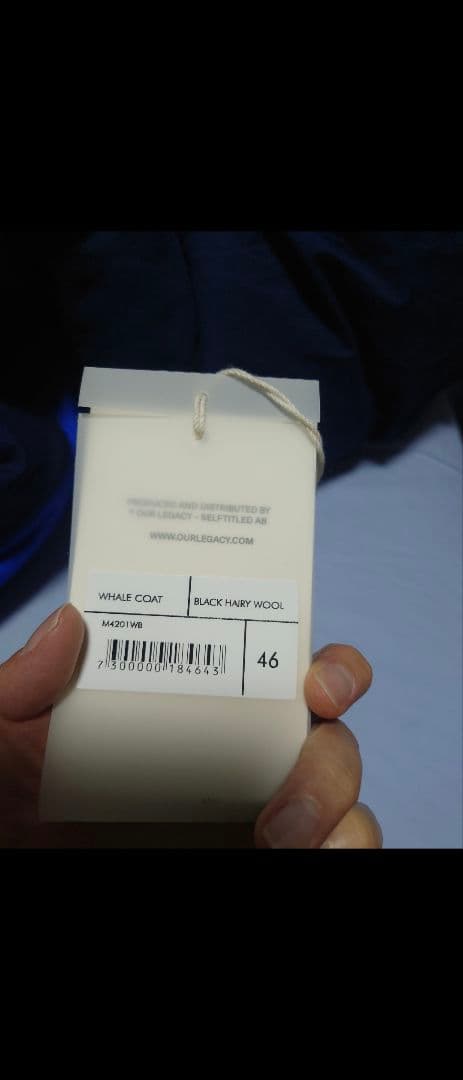 PRODUCED AND DISTRIBUTED BY
OUR LEGACY - SELFTITLED AB
WWW.OURLEGACY.COM
WHALE COAT
BLACK HAIRY WOOL
M4201WB
46
7300000184643